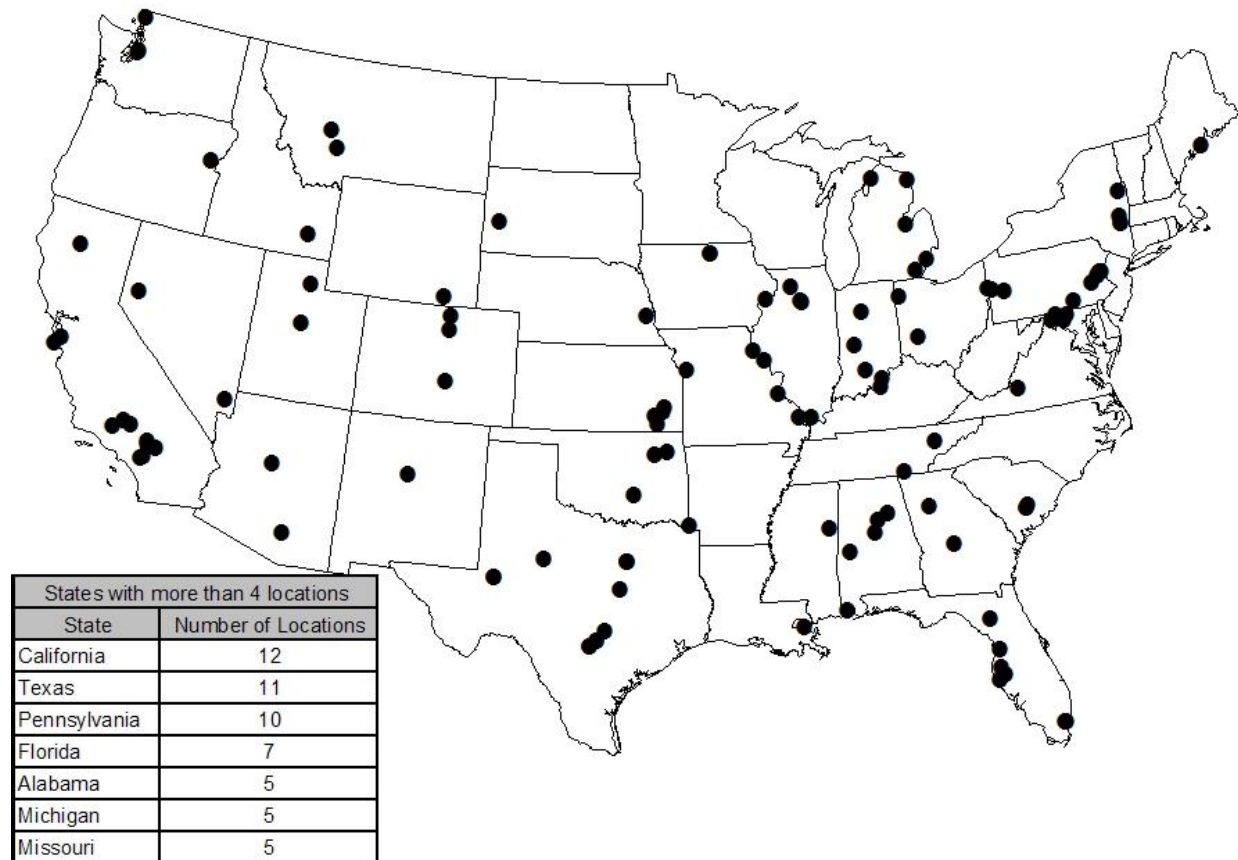 States with more than 4 locations
State Number of Locations
California 12
Texas 11
Pennsylvania 10
Florida 7
Alabama 5
Michigan 5
Missouri 5